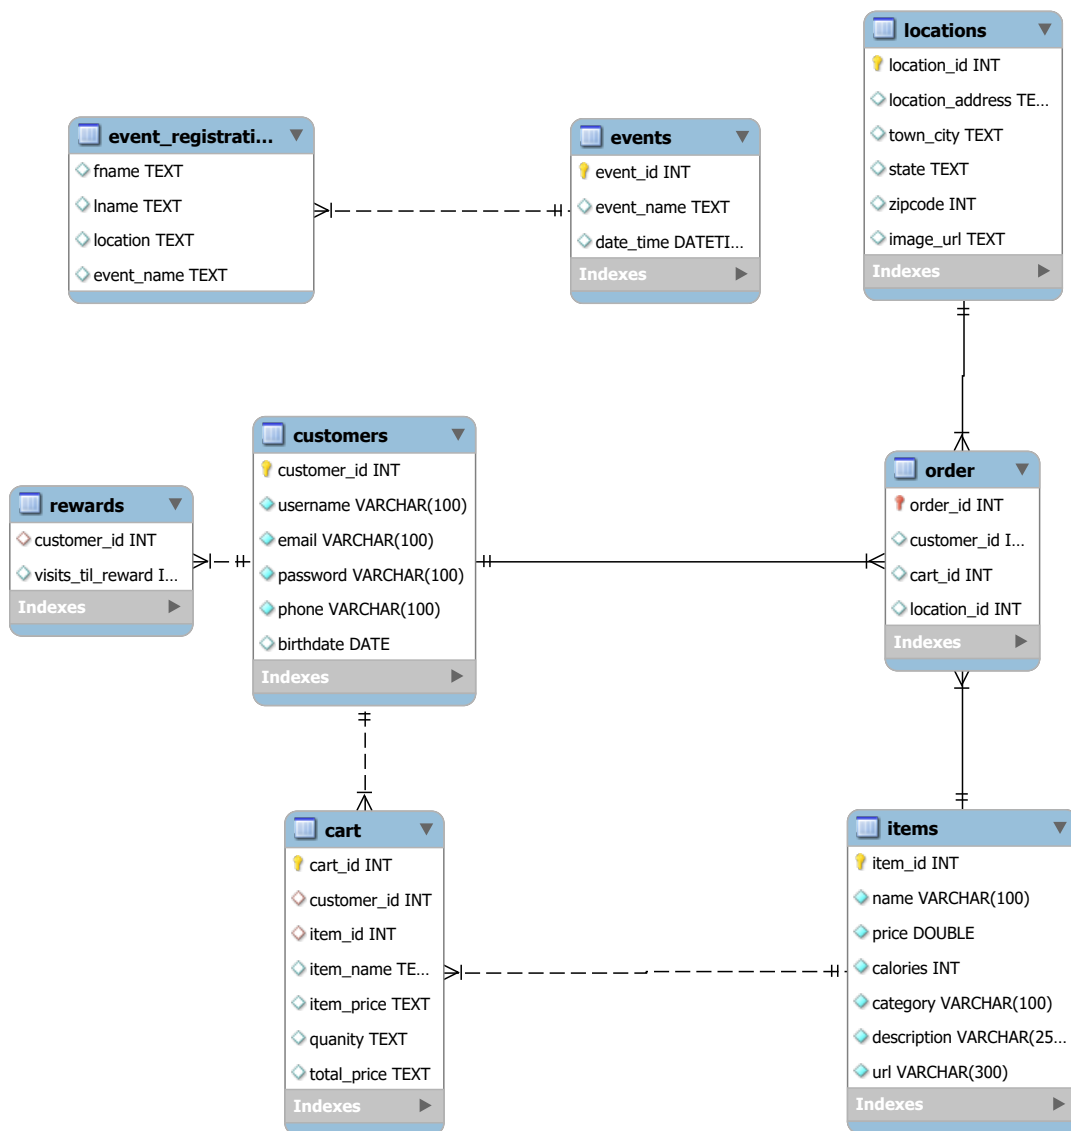 locations
location_id INT
location_address TE...
town_city TEXT
state TEXT
zipcode INT
image_url TEXT
Indexes
event_registrati...
fname TEXT
lname TEXT
location TEXT
event_name TEXT
events
event_id INT
event_name TEXT
date_time DATETI...
Indexes
customers
customer_id INT
username VARCHAR(100)
email VARCHAR(100)
password VARCHAR(100)
phone VARCHAR(100)
birthdate DATE
Indexes
order
order_id INT
customer_id I...
cart_id INT
location_id INT
Indexes
rewards
customer_id INT
visits_til_reward I...
Indexes
cart
cart_id INT
customer_id INT
item_id INT
item_name TE...
item_price TEXT
quanity TEXT
total_price TEXT
Indexes
items
item_id INT
name VARCHAR(100)
price DOUBLE
calories INT
category VARCHAR(100)
description VARCHAR(25...
url VARCHAR(300)
Indexes